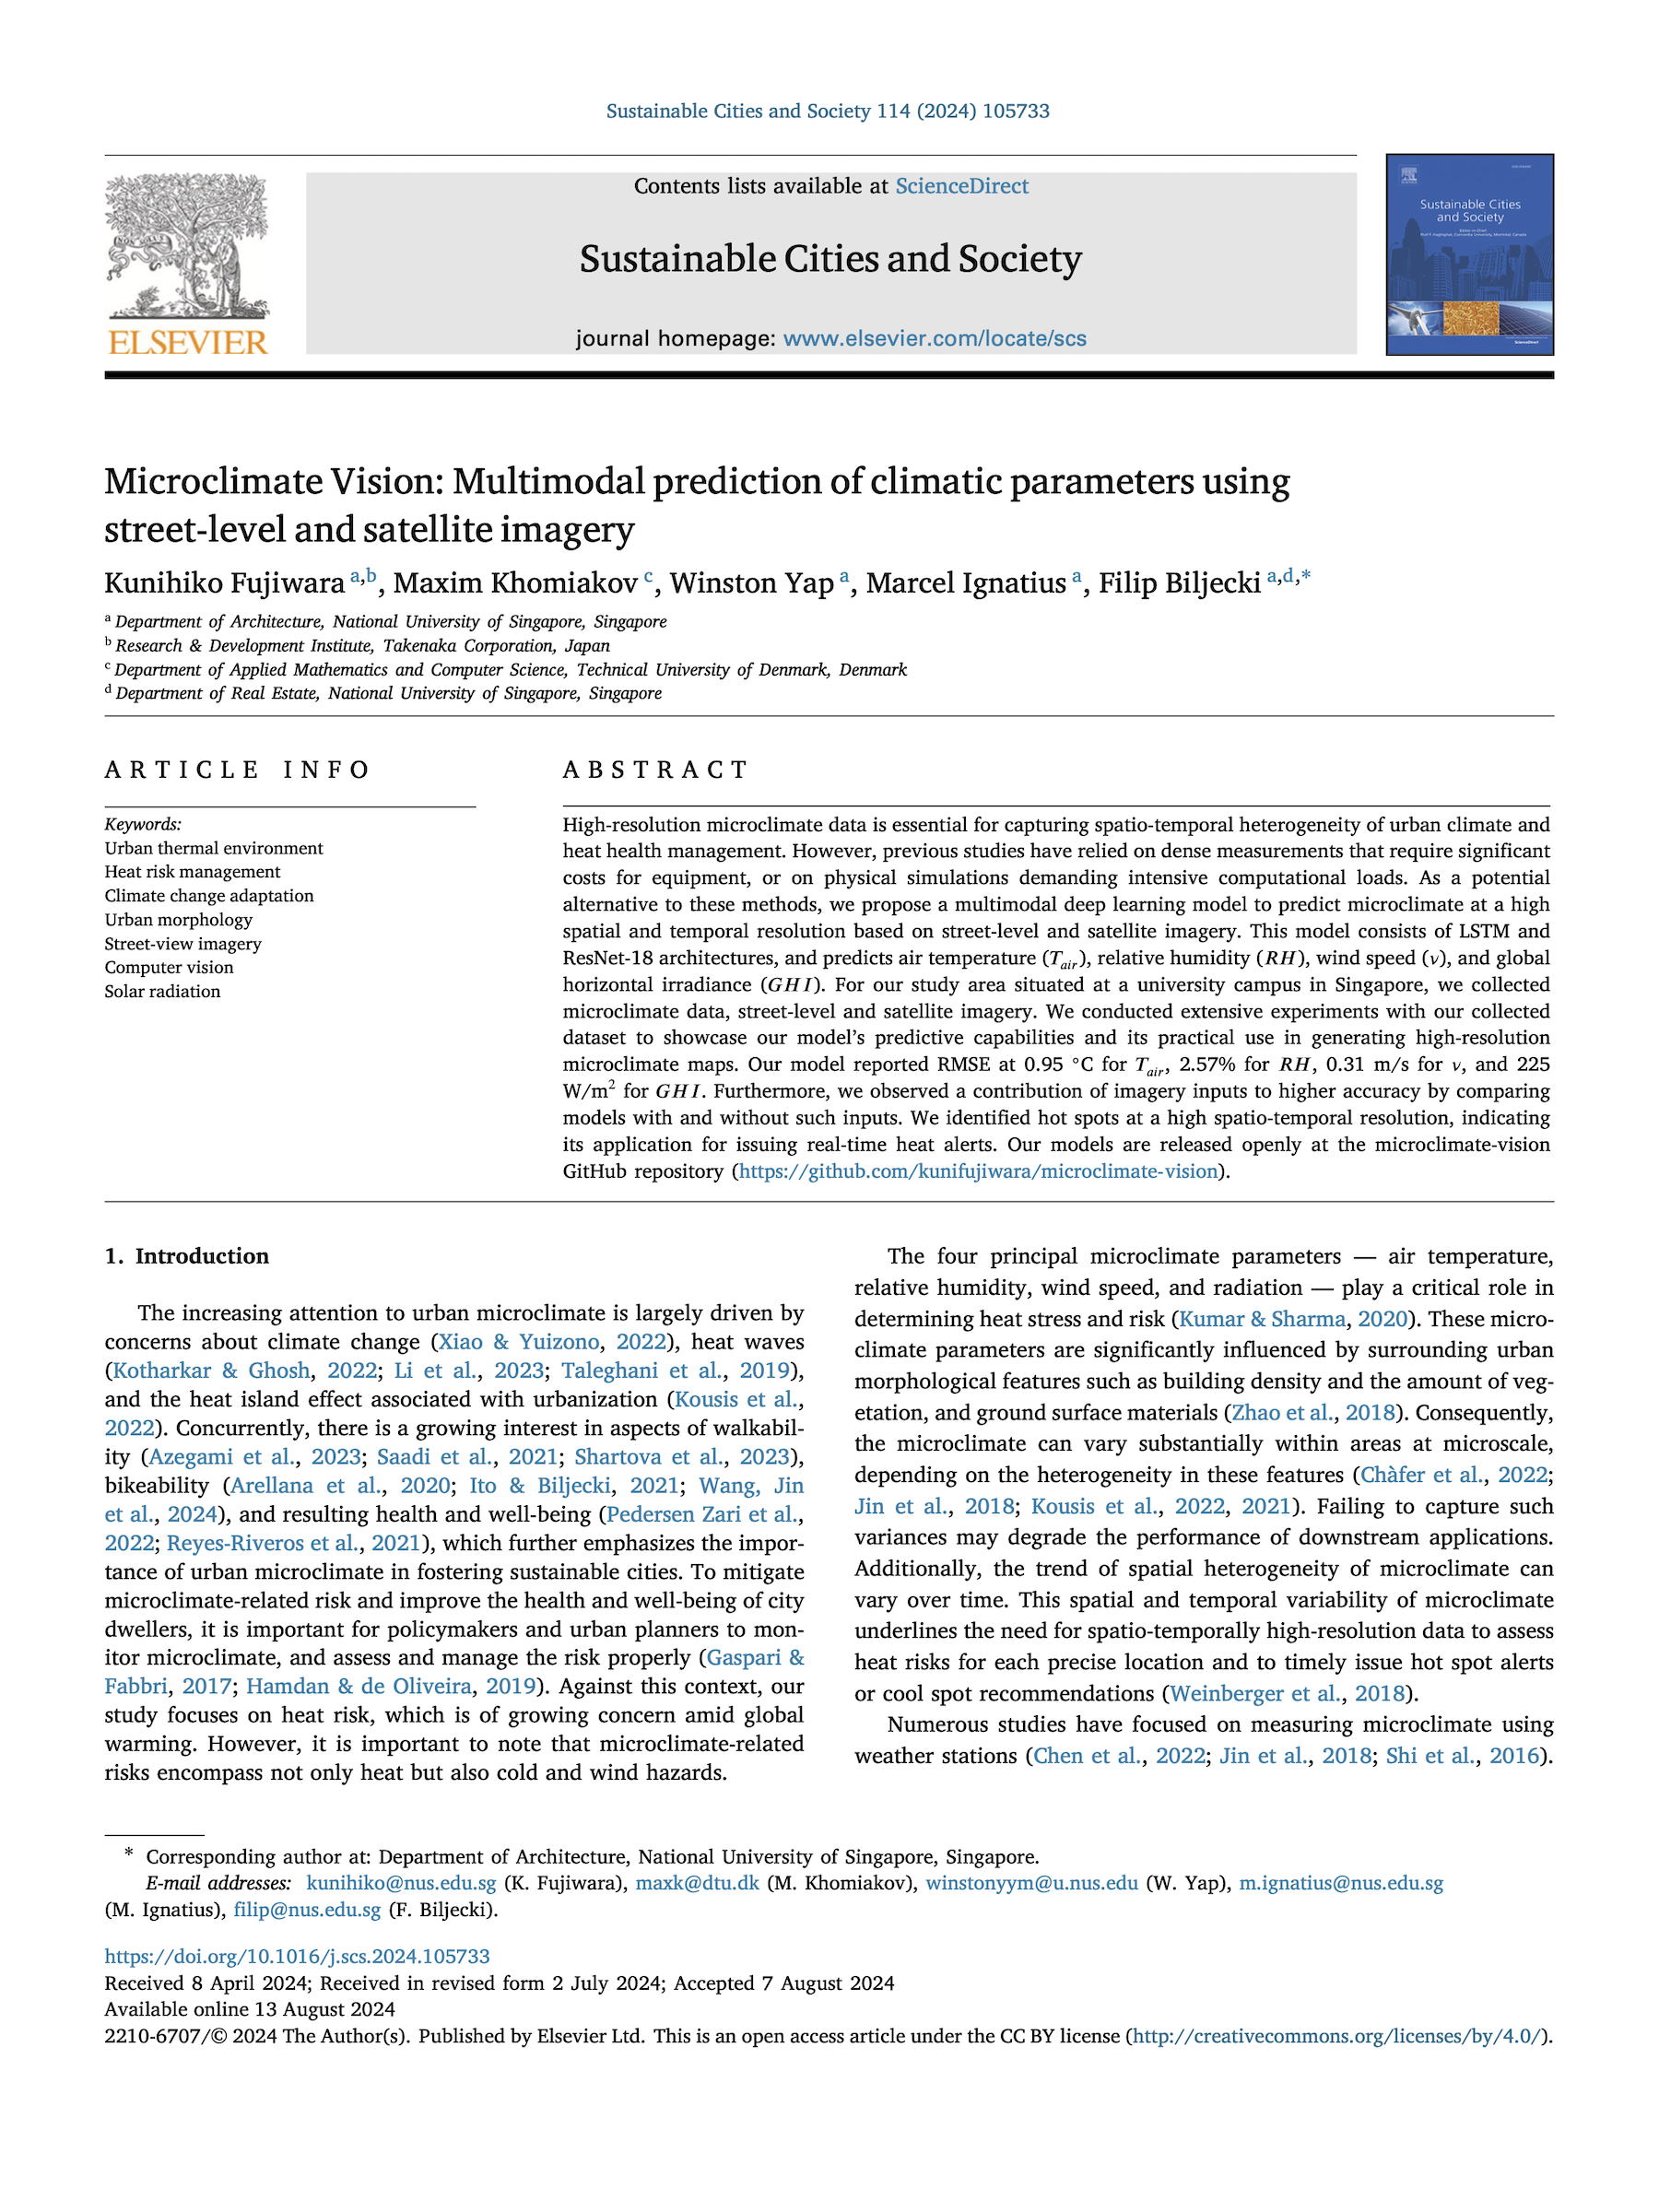 Sustainable Cities and Society 114 (2024) 105733
Contents lists available at ScienceDirect
Sustainable Cities and Society
journal homepage: www.elsevier.com/locate/scs
ELSEVIER
Sustainable Cities
and Society
ScienceDirect
Microclimate Vision: Multimodal prediction of climatic parameters using
street-level and satellite imagery
Kunihiko Fujiwara a,b, Maxim Khomiakov c, Winston Yap a, Marcel Ignatius a, Filip Biljecki a,d,*
a Department of Architecture, National University of Singapore, Singapore
b Research & Development Institute, Takenaka Corporation, Japan
c Department of Applied Mathematics and Computer Science, Technical University of Denmark, Denmark
d Department of Real Estate, National University of Singapore, Singapore
ARTICLE INFO
Keywords:
Urban thermal environment
Heat risk management
Climate change adaptation
Urban morphology
Street-view imagery
Computer vision
Solar radiation
ABSTRACT
High-resolution microclimate data is essential for capturing spatio-temporal heterogeneity of urban climate and
heat health management. However, previous studies have relied on dense measurements that require significant
costs for equipment, or on physical simulations demanding intensive computational loads. As a potential
alternative to these methods, we propose a multimodal deep learning model to predict microclimate at a high
spatial and temporal resolution based on street-level and satellite imagery. This model consists of LSTM and
ResNet-18 architectures, and predicts air temperature (Tair), relative humidity (RH), wind speed (v), and global
horizontal irradiance (GHI). For our study area situated at a university campus in Singapore, we collected
microclimate data, street-level and satellite imagery. We conducted extensive experiments with our collected
dataset to showcase our model's predictive capabilities and its practical use in generating high-resolution
microclimate maps. Our model reported RMSE at 0.95 °C for Tair, 2.57% for RH, 0.31 m/s for v, and 225
W/m2 for GHI. Furthermore, we observed a contribution of imagery inputs to higher accuracy by comparing
models with and without such inputs. We identified hot spots at a high spatio-temporal resolution, indicating
its application for issuing real-time heat alerts. Our models are released openly at the microclimate-vision
GitHub repository (https://github.com/kunifujiwara/microclimate-vision).
1. Introduction
The increasing attention to urban microclimate is largely driven by
concerns about climate change (Xiao & Yuizono, 2022), heat waves
(Kotharkar & Ghosh, 2022; Li et al., 2023; Taleghani et al., 2019),
and the heat island effect associated with urbanization (Kousis et al.,
2022). Concurrently, there is a growing interest in aspects of walkabil-
ity (Azegami et al., 2023; Saadi et al., 2021; Shartova et al., 2023),
bikeability (Arellana et al., 2020; Ito & Biljecki, 2021; Wang, Jin
et al., 2024), and resulting health and well-being (Pedersen Zari et al.,
2022; Reyes-Riveros et al., 2021), which further emphasizes the impor-
tance of urban microclimate in fostering sustainable cities. To mitigate
microclimate-related risk and improve the health and well-being of city
dwellers, it is important for policymakers and urban planners to mon-
itor microclimate, and assess and manage the risk properly (Gaspari &
Fabbri, 2017; Hamdan & de Oliveira, 2019). Against this context, our
study focuses on heat risk, which is of growing concern amid global
warming. However, it is important to note that microclimate-related
risks encompass not only heat but also cold and wind hazards.
The four principal microclimate parameters — air temperature,
relative humidity, wind speed, and radiation — play a critical role in
determining heat stress and risk (Kumar & Sharma, 2020). These micro-
climate parameters are significantly influenced by surrounding urban
morphological features such as building density and the amount of veg-
etation, and ground surface materials (Zhao et al., 2018). Consequently,
the microclimate can vary substantially within areas at microscale,
depending on the heterogeneity in these features (Chàfer et al., 2022;
Jin et al., 2018; Kousis et al., 2022, 2021). Failing to capture such
variances may degrade the performance of downstream applications.
Additionally, the trend of spatial heterogeneity of microclimate can
vary over time. This spatial and temporal variability of microclimate
underlines the need for spatio-temporally high-resolution data to assess
heat risks for each precise location and to timely issue hot spot alerts
or cool spot recommendations (Weinberger et al., 2018).
Numerous studies have focused on measuring microclimate using
weather stations (Chen et al., 2022; Jin et al., 2018; Shi et al., 2016).
* Corresponding author at: Department of Architecture, National University of Singapore, Singapore.
E-mail addresses: kunihiko@nus.edu.sg (K. Fujiwara), maxk@dtu.dk (M. Khomiakov), winstonyym@u.nus.edu (W. Yap), m.ignatius@nus.edu.sg
(M. Ignatius), filip@nus.edu.sg (F. Biljecki).
https://doi.org/10.1016/j.scs.2024.105733
Received 8 April 2024; Received in revised form 2 July 2024; Accepted 7 August 2024
Available online 13 August 2024
2210-6707/© 2024 The Author(s). Published by Elsevier Ltd. This is an open access article under the CC BY license (http://creativecommons.org/licenses/by/4.0/).